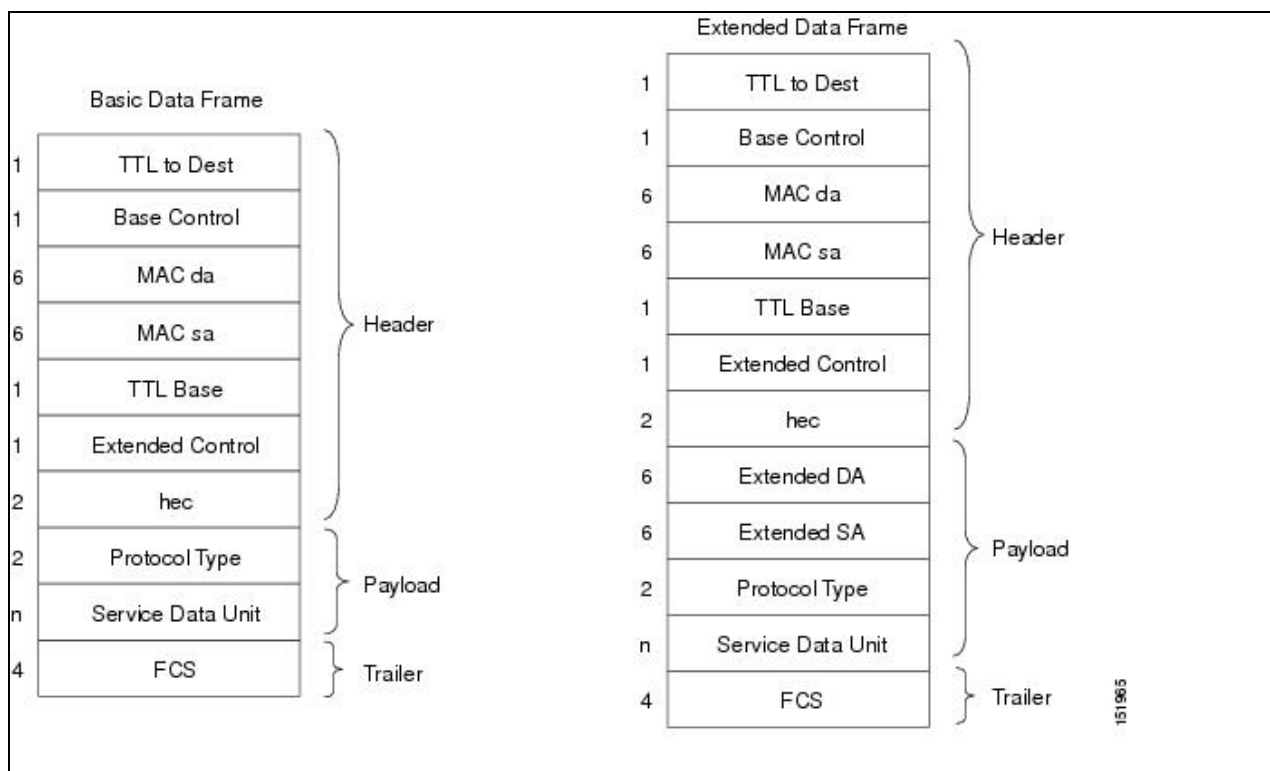 Basic Data Frame
1 TTL to Dest
1 Base Control
6 MAC da
6 MAC sa
1 TTL Base
1 Extended Control
2 hec
Header
2 Protocol Type
n Service Data Unit
Payload
4 FCS
Trailer
Extended Data Frame
1 TTL to Dest
1 Base Control
6 MAC da
6 MAC sa
1 TTL Base
1 Extended Control
2 hec
Header
6 Extended DA
6 Extended SA
2 Protocol Type
n Service Data Unit
Payload
4 FCS
Trailer
151965